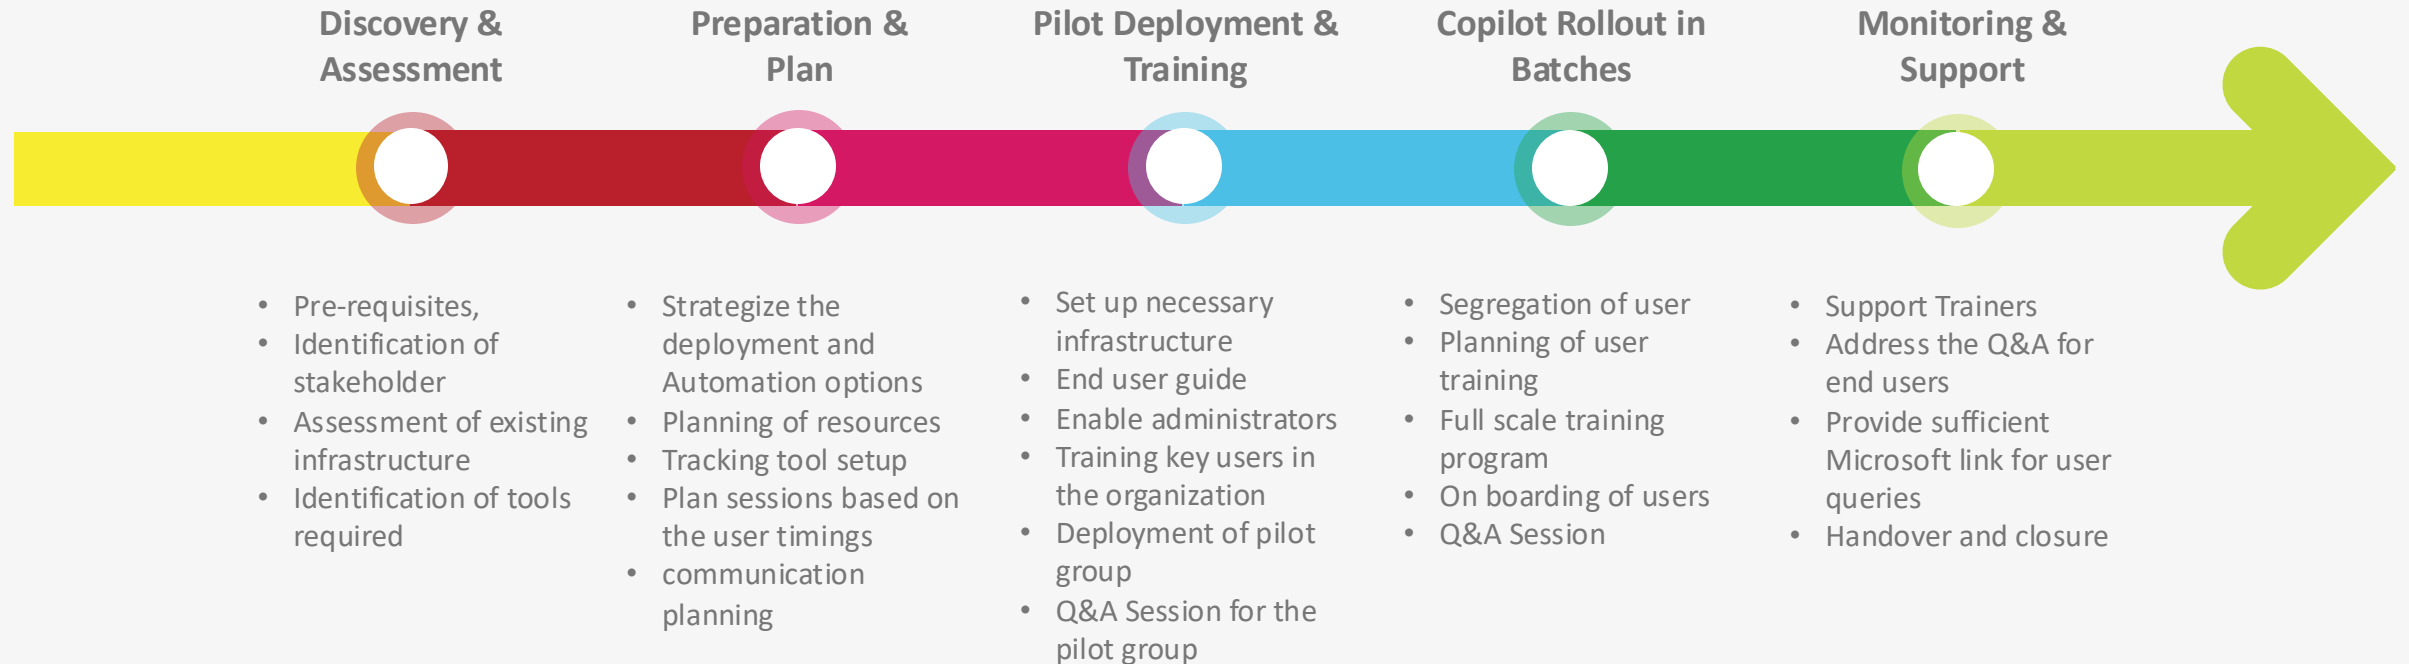 Discovery &
Assessment
Preparation &
Plan
Pilot Deployment &
Training
Copilot Rollout in
Batches
Monitoring &
Support
• Pre-requisites,
• Identification of
stakeholder
• Assessment of existing
infrastructure
• Identification of tools
required
• Strategize the
deployment and
Automation options
• Planning of resources
• Tracking tool setup
• Plan sessions based on
the user timings
• communication
planning
• Set up necessary
infrastructure
• End user guide
• Enable administrators
• Training key users in
the organization
• Deployment of pilot
group
• Q&A Session for the
pilot group
• Segregation of user
• Planning of user
training
• Full scale training
program
• On boarding of users
• Q&A Session
• Support Trainers
• Address the Q&A for
end users
• Provide sufficient
Microsoft link for user
queries
• Handover and closure